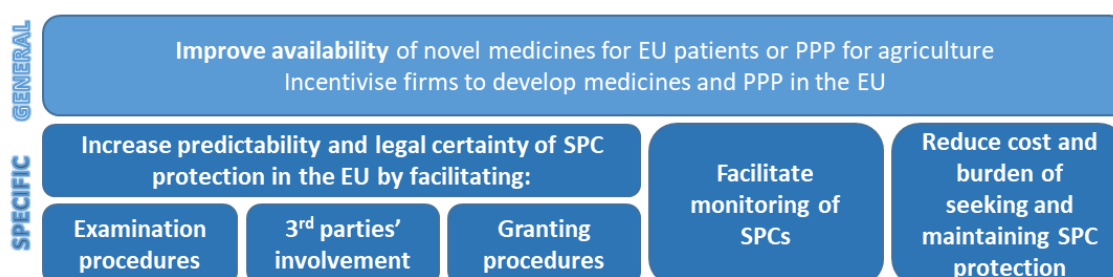 GENERAL
Improve availability of novel medicines for EU patients or PPP for agriculture
Incentivise firms to develop medicines and PPP in the EU
SPECIFIC
Increase predictability and legal certainty of SPC
protection in the EU by facilitating:
Examination
procedures
3rd parties’
involvement
Granting
procedures
Facilitate
monitoring of
SPCs
Reduce cost and
burden of
seeking and
maintaining SPC
protection